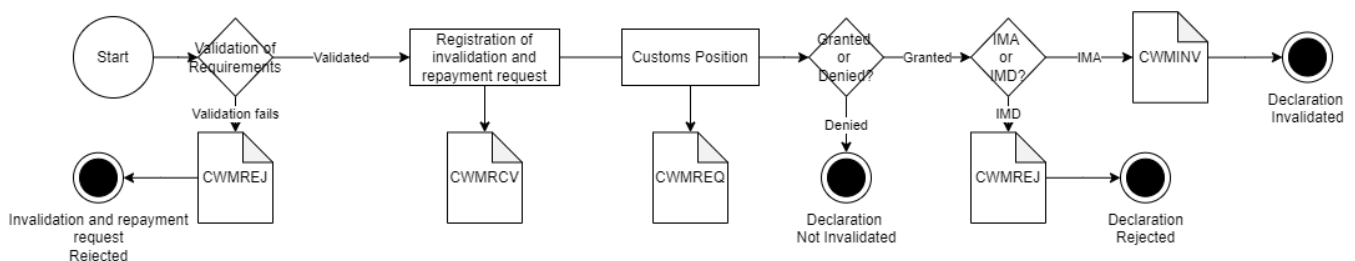 Start
Validation of
Requirements
Validated
Registration of
invalidation and
repayment request
Customs Position
Granted
or
Denied?
Granted
IMA
or
IMD?
IMA
CWMINV
Declaration
Invalidated
Validation fails
CWMREJ
Invalidation and repayment
request
Rejected
CWMRCV
CWMREQ
Denied
Declaration
Not Invalidated
IMD
CWMREJ
Declaration
Rejected